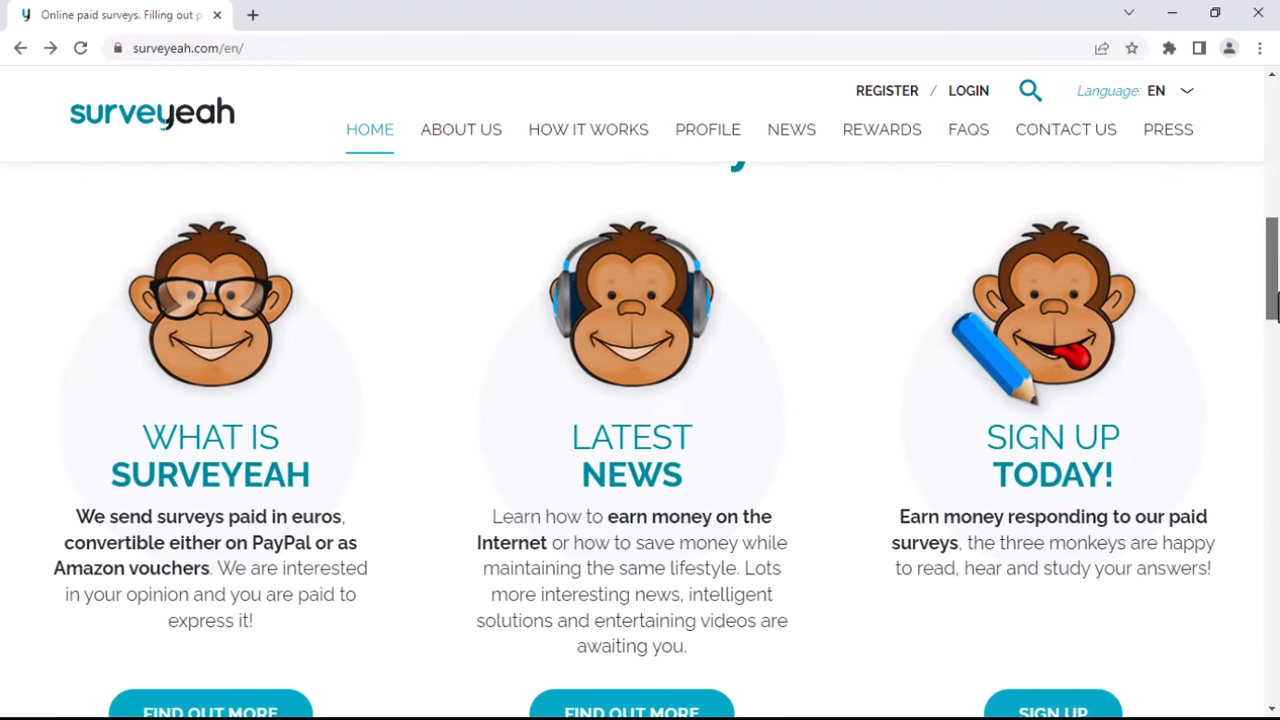 Online paid surveys. Filling out p
surveyeah.com/en/
surveyeah
REGISTER / LOGIN
Language: EN
HOME ABOUT US HOW IT WORKS PROFILE NEWS REWARDS FAQS CONTACT US PRESS
WHAT IS
SURVEYEAH
We send surveys paid in euros,
convertible either on PayPal or as
Amazon vouchers. We are interested
in your opinion and you are paid to
express it!
FIND OUT MORE
LATEST
NEWS
Learn how to earn money on the
Internet or how to save money while
maintaining the same lifestyle. Lots
more interesting news, intelligent
solutions and entertaining videos are
awaiting you.
FIND OUT MORE
SIGN UP
TODAY!
Earn money responding to our paid
surveys, the three monkeys are happy
to read, hear and study your answers!
SIGN UP